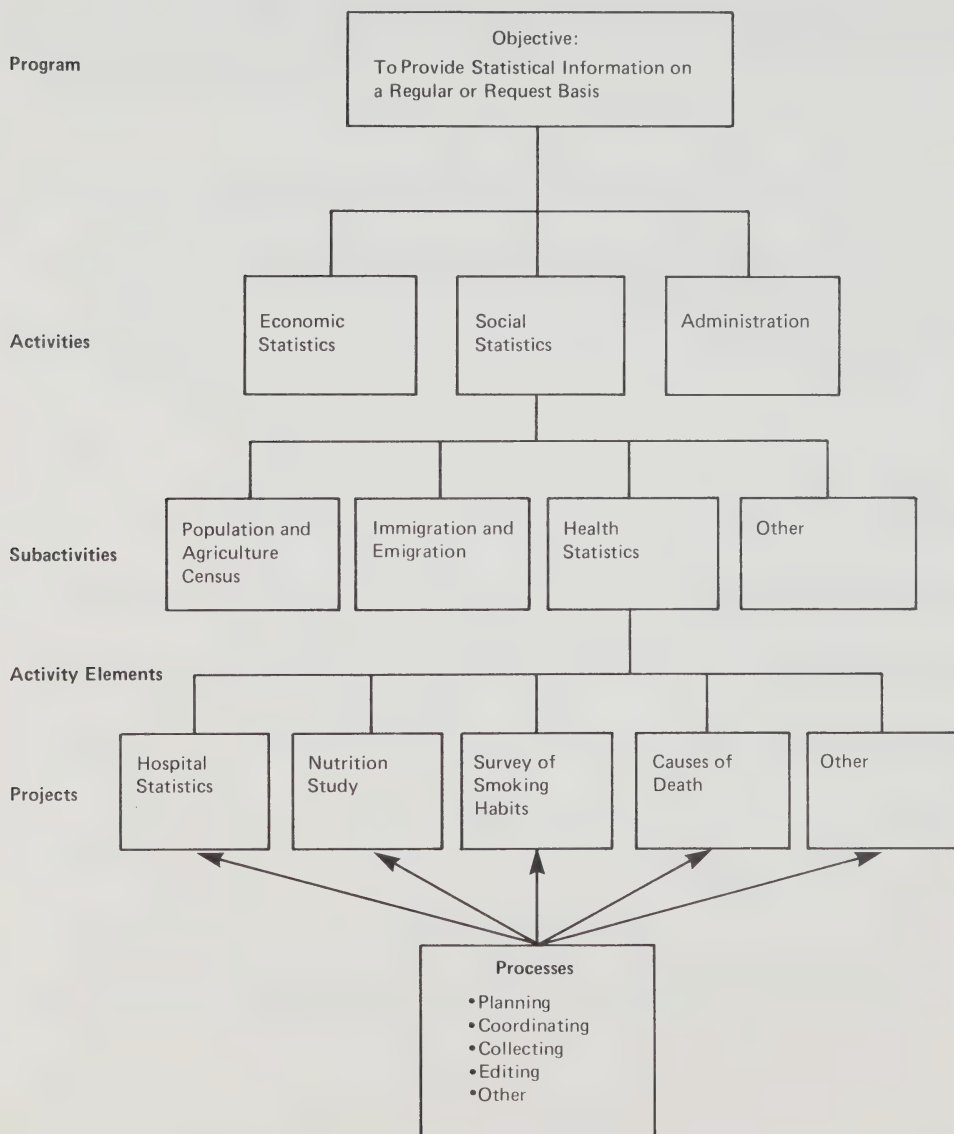 Program
Objective:
To Provide Statistical Information on
a Regular or Request Basis
Activities
Economic
Statistics
Social
Statistics
Administration
Subactivities
Population and
Agriculture
Census
Immigration and
Emigration
Health
Statistics
Other
Activity Elements
Projects
Hospital
Statistics
Nutrition
Study
Survey of
Smoking
Habits
Causes of
Death
Other
Processes
•Planning
•Coordinating
•Collecting
•Editing
•Other